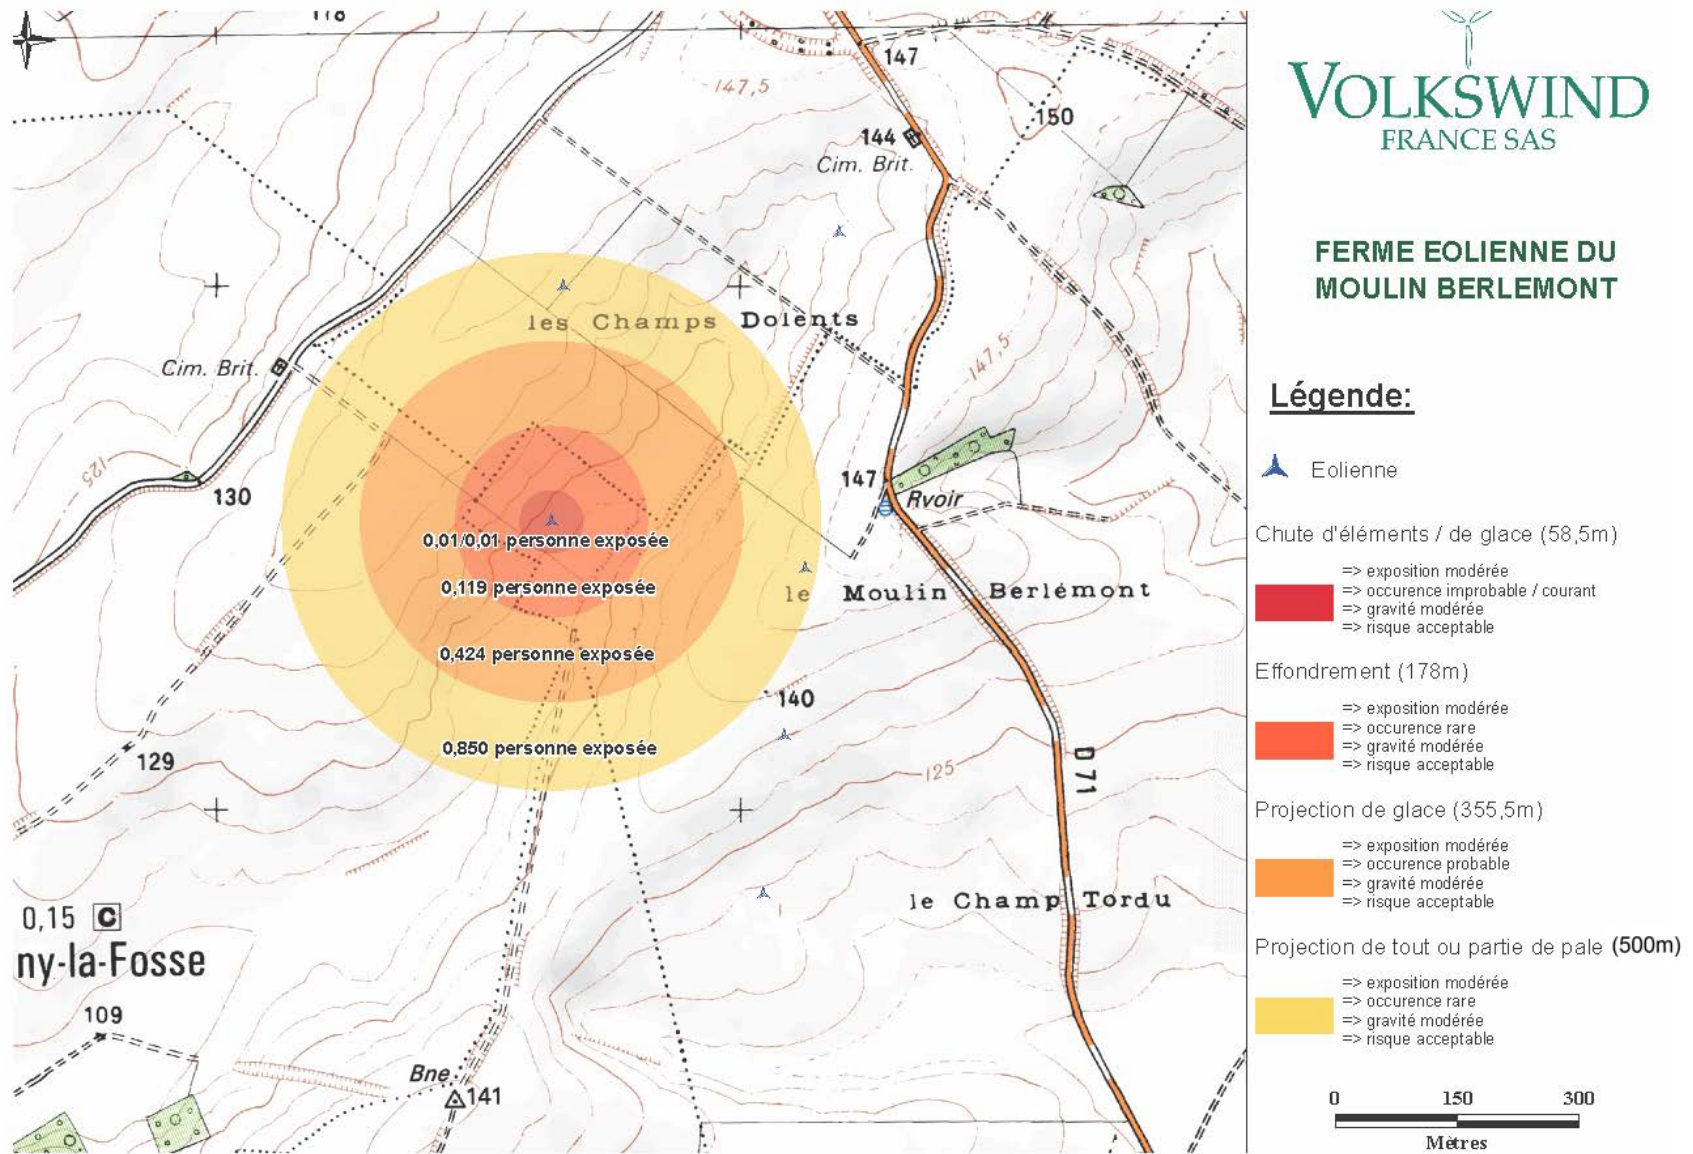 118
147
147,5
150
144
Cim. Brit.
les Champs Dolents
Cim. Brit.
147,5
125
130
147
Rvoir
0,01/0,01 personne exposée
0,119 personne exposée
le Moulin Berlémont
0,424 personne exposée
140
0,850 personne exposée
129
125
D 71
le Champ Tordu
0,15 C
ny-la-Fosse
109
Bne
141
VOLKSWIND
FRANCE SAS
FERME EOLIENNE DU
MOULIN BERLEMONT
Légende:
Eolienne
Chute d'éléments / de glace (58,5m)
=> exposition modérée
=> occurence improbable / courant
=> gravité modérée
=> risque acceptable
Effondrement (178m)
=> exposition modérée
=> occurence rare
=> gravité modérée
=> risque acceptable
Projection de glace (355,5m)
=> exposition modérée
=> occurence probable
=> gravité modérée
=> risque acceptable
Projection de tout ou partie de pale (500m)
=> exposition modérée
=> occurence rare
=> gravité modérée
=> risque acceptable
0 150 300
Mètres